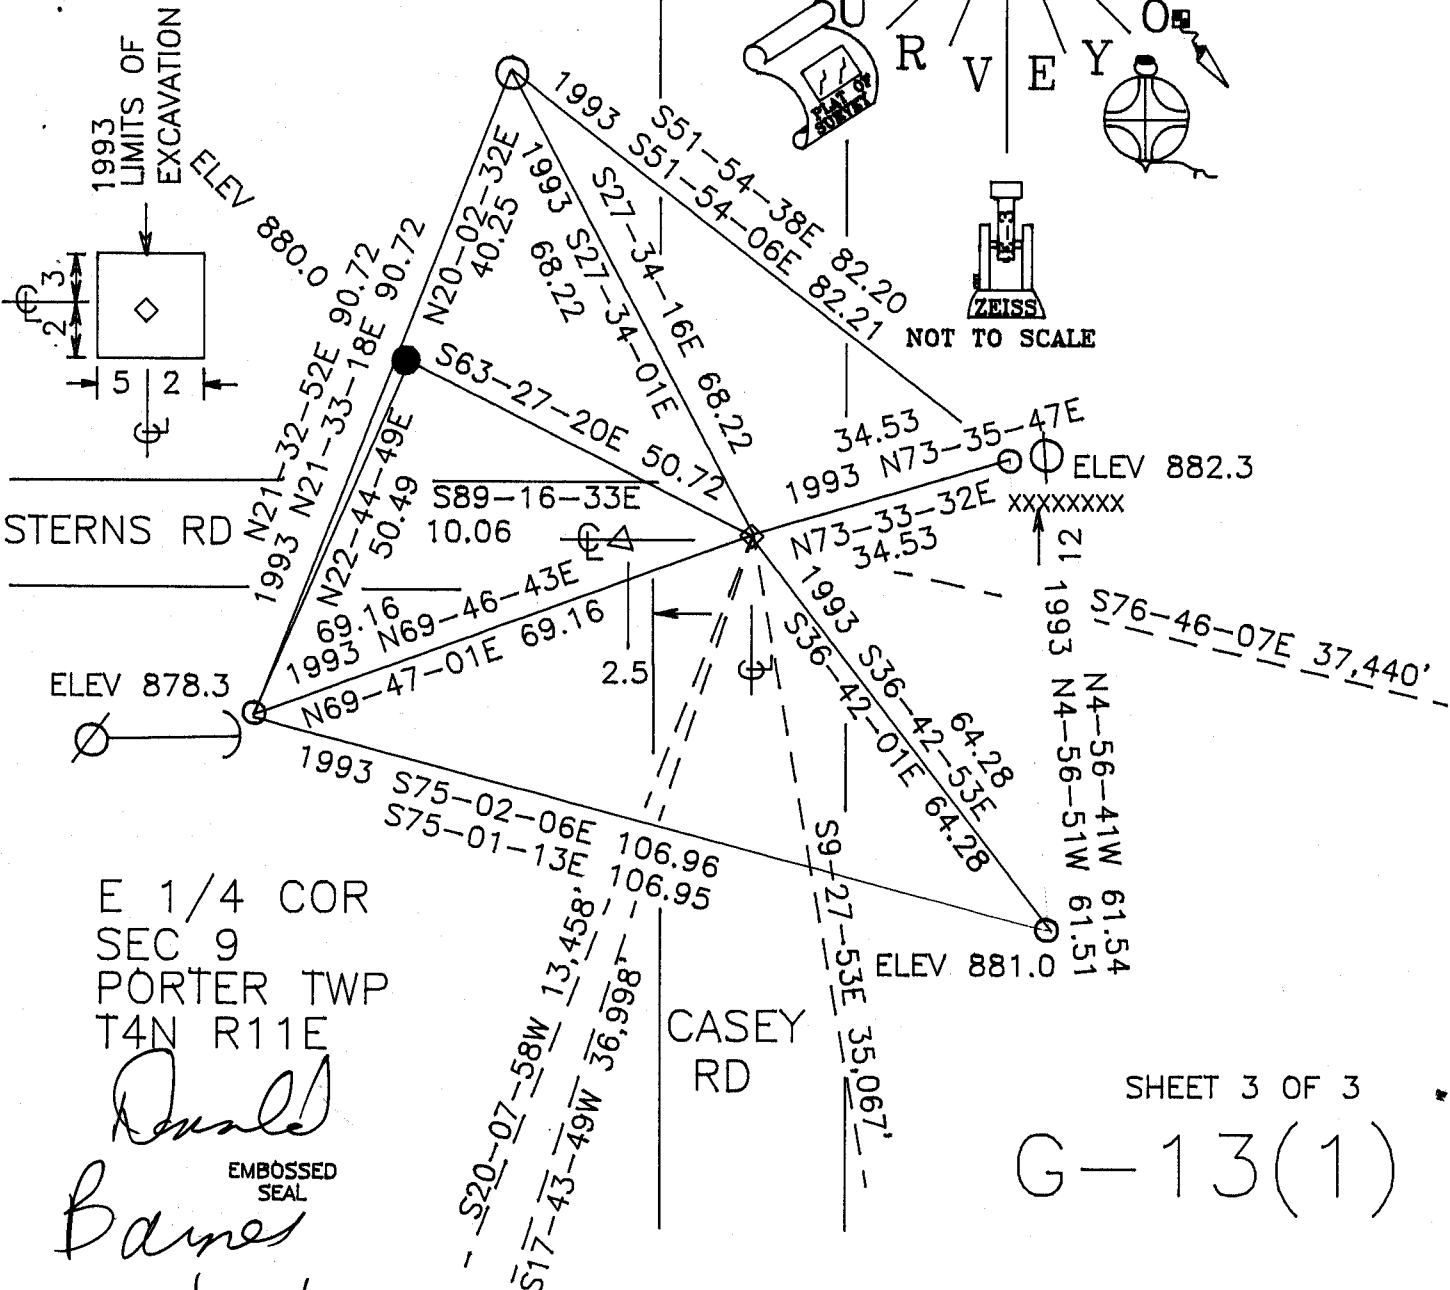 1993
LIMITS OF
EXCAVATION
ELEV 880.0
3
2
5 2
U
R V E Y O
PLAT OF
SURVEY
ZEISS
NOT TO SCALE
S51-54-38E 82.20
1993 S51-54-06E 82.21
N20-02-32E
40.25
S27-34-16E 68.22
1993 S27-34-01E
68.22
N21-32-52E 90.72
1993 N21-33-18E 90.72
S63-27-20E 50.72
N22-44-49E
50.49
34.53
1993 N73-35-47E
N73-33-32E
34.53
ELEV 882.3
XXXXXXXX
12
STERNS RD
S89-16-33E
10.06
69.16
1993 N69-46-43E
N69-47-01E 69.16
2.5
S76-46-07E 37,440'
64.28
1993 S36-42-53E
S36-42-01E 64.28
N4-56-41W 61.54
1993 N4-56-51W 61.51
ELEV 878.3
1993 S75-02-06E 106.96
S75-01-13E 106.95
ELEV 881.0
S9-27-53E 35,067'
S20-07-58W 13,458'
S17-43-49W 36,998'
CASEY
RD
E 1/4 COR
SEC 9
PORTER TWP
T4N R11E
Donald
EMBOSSED
SEAL
Barnes
SHEET 3 OF 3
G-13(1)